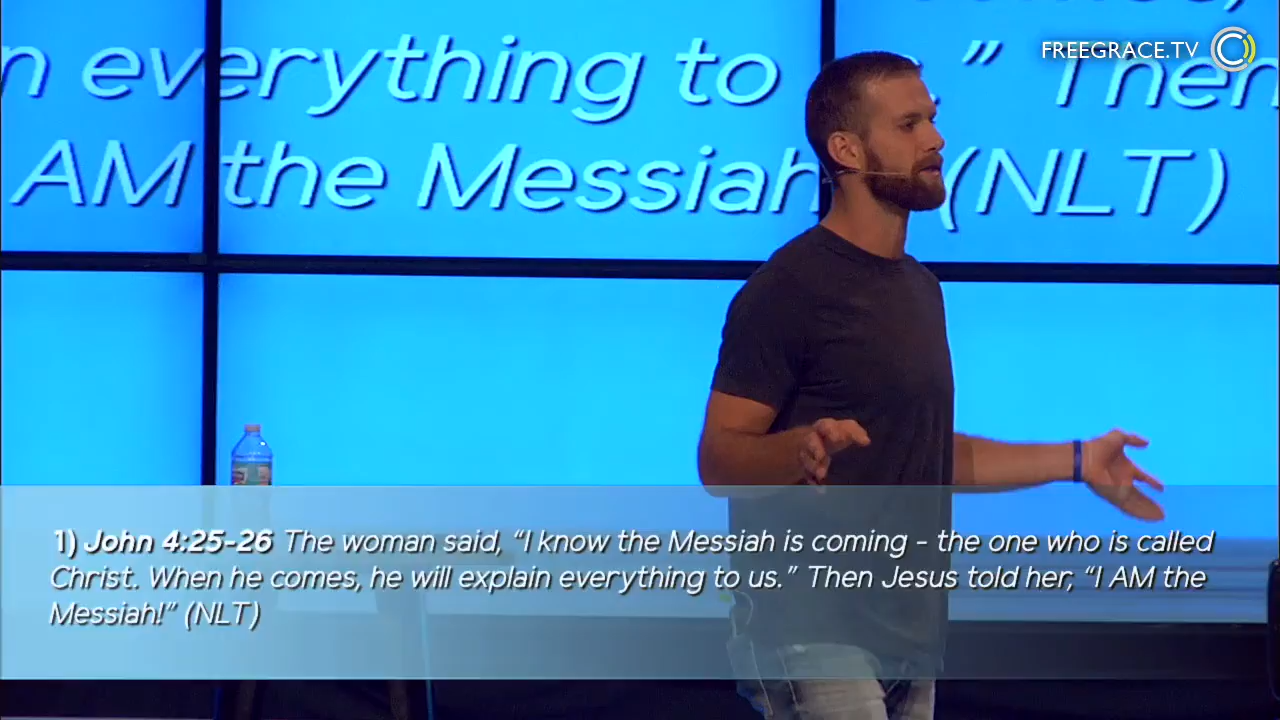 FREEGRACE.TV
n everything to .” Then
AM the Messiah (NLT)
1) John 4:25-26 The woman said, “I know the Messiah is coming - the one who is called
Christ. When he comes, he will explain everything to us.” Then Jesus told her, “I AM the
Messiah!” (NLT)